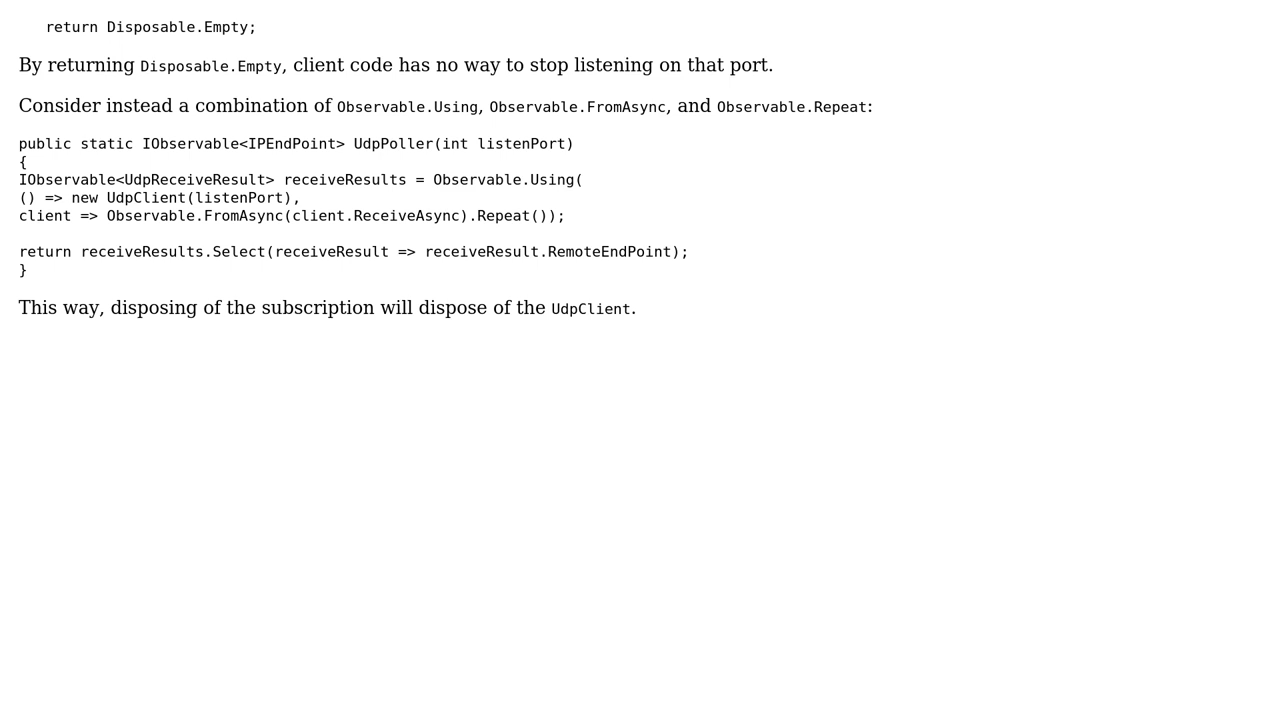 return Disposable.Empty;
By returning Disposable.Empty, client code has no way to stop listening on that port.
Consider instead a combination of Observable.Using, Observable.FromAsync, and Observable.Repeat:
public static IObservable<IPEndPoint> UdpPoller(int listenPort)
{
IObservable<UdpReceiveResult> receiveResults = Observable.Using(
() => new UdpClient(listenPort),
client => Observable.FromAsync(client.ReceiveAsync).Repeat());
return receiveResults.Select(receiveResult => receiveResult.RemoteEndPoint);
}
This way, disposing of the subscription will dispose of the UdpClient.